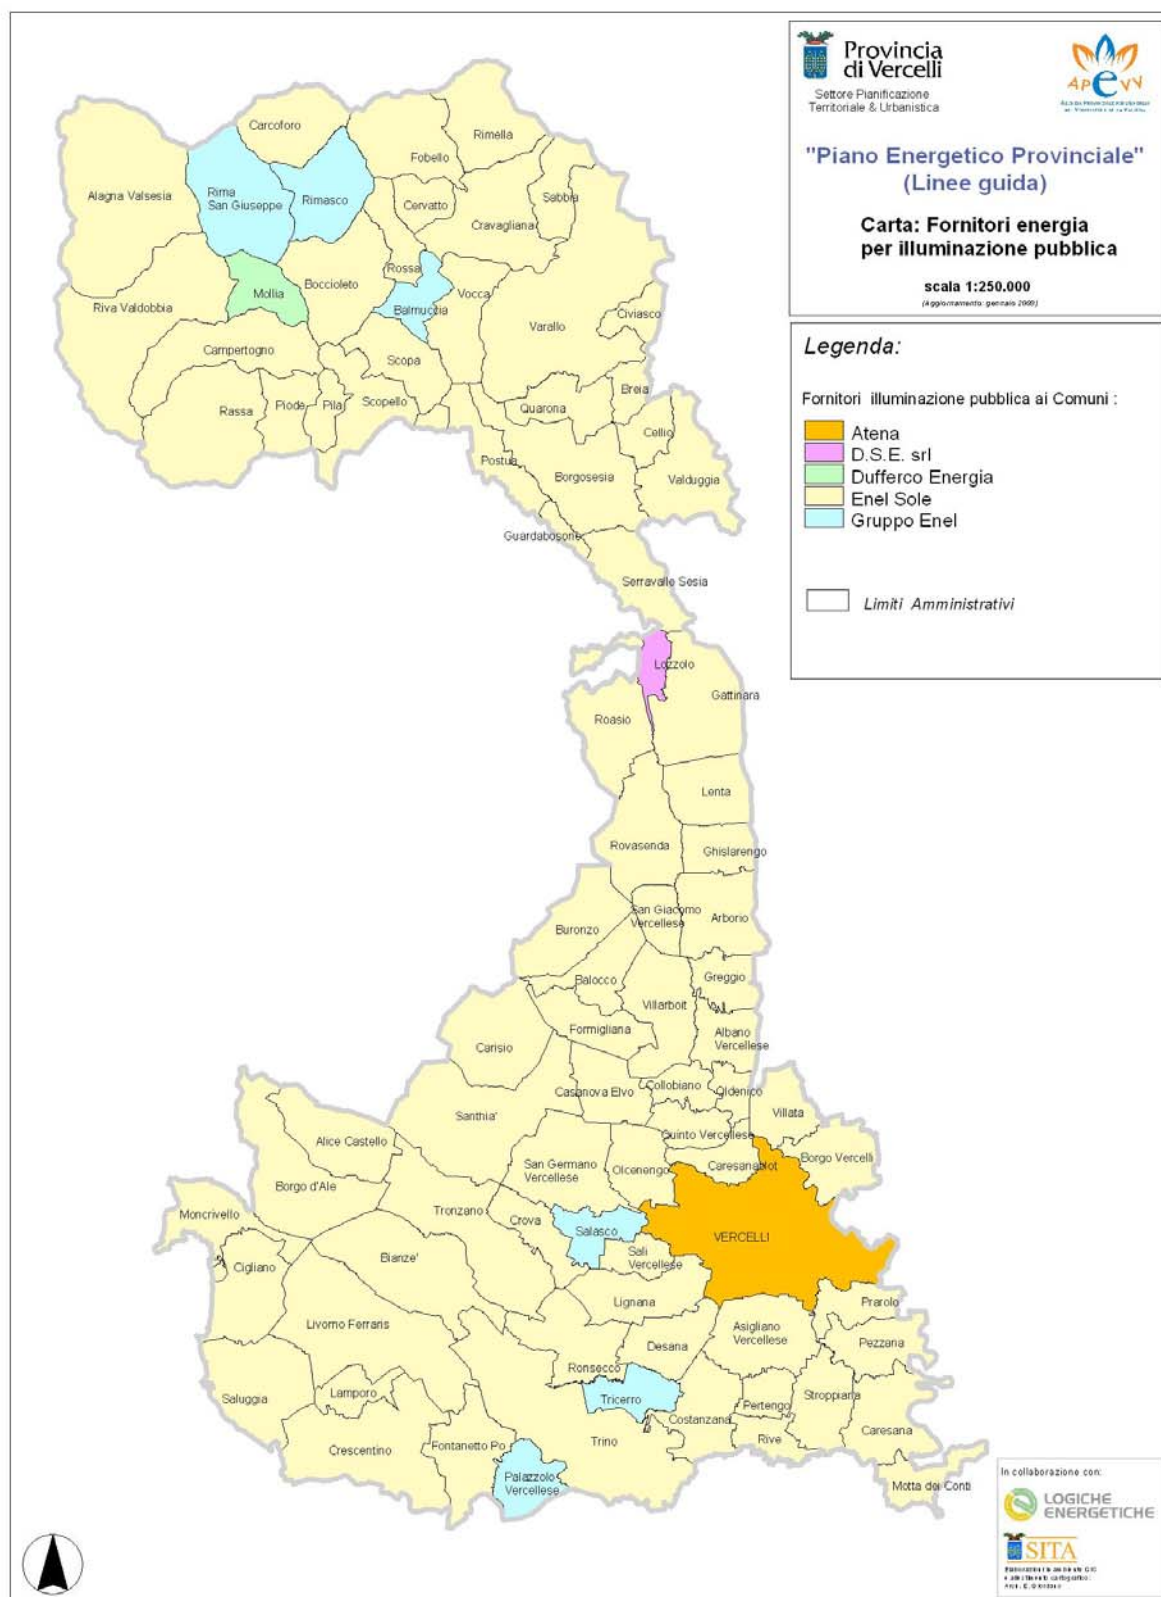 Provincia
di Vercelli
Settore Pianificazione
Territoriale & Urbanistica
APEVV
"Piano Energetico Provinciale"
(Linee guida)
Carta: Fornitori energia
per illuminazione pubblica
scala 1:250.000
(Aggiornamento: gennaio 2009)
Legenda:
Fornitori illuminazione pubblica ai Comuni :
Atena
D.S.E. srl
Dufferco Energia
Enel Sole
Gruppo Enel
Limiti Amministrativi
Carcoforo
Rimella
Fobello
Alagna Valsesia
Rima
San Giuseppe
Rimasco
Cervatto
Sabbia
Cravagliana
Rossa
Boccioleto
Mollia
Vocca
Riva Valdobbia
Balmuccia
Civiasco
Varallo
Campertogno
Scopa
Breia
Rassa
Piode
Pila
Scopello
Quarona
Cellio
Postua
Borgosesia
Valduggia
Guardabosone
Serravalle Sesia
Lozzolo
Gattinara
Roasio
Lenta
Rovasenda
Ghislarengo
San Giacomo
Vercellese
Arborio
Buronzo
Greggio
Balocco
Villarboit
Formigliana
Albano
Vercellese
Carisio
Casanova Elvo
Collobiano
Oldenico
Santhia'
Villata
Alice Castello
Quinto Vercellese
San Germano
Vercellese
Olcenengo
Caresanablot
Borgo Vercelli
Borgo d'Ale
Moncrivello
Tronzano
Crova
Salasco
VERCELLI
Cigliano
Bianze'
Sali
Vercellese
Lignana
Prarolo
Livorno Ferraris
Asigliano
Vercellese
Desana
Pezzana
Ronsecco
Saluggia
Lamporo
Tricerro
Pertengo
Stroppiana
Costanzana
Caresana
Crescentino
Fontanetto Po
Trino
Rive
Palazzolo
Vercellese
Motta dei Conti
In collaborazione con:
LOGICHE
ENERGETICHE
SITA